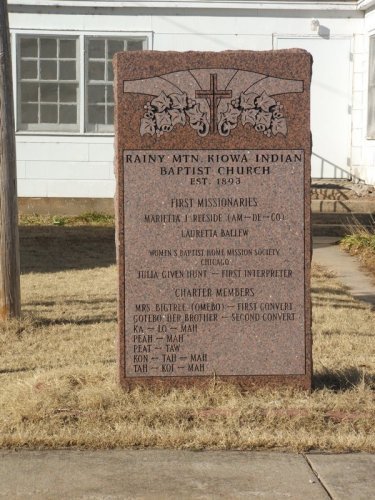 RAINY MTN. KIOWA INDIAN
BAPTIST CHURCH
EST. 1893
FIRST MISSIONARIES
MARIETTA J. REESIDE (AM-DE-CO)
LAURETTA BALLEW
WOMEN'S BAPTIST HOME MISSION SOCIETY
CHICAGO
JULIA GIVEN HUNT - FIRST INTERPRETER
CHARTER MEMBERS
MRS. BIGTREE (OMEBO) - FIRST CONVERT
GOTEBO, HER BROTHER - SECOND CONVERT
KA - LO - MAH
PEAH - MAH
PEAT - TAW
KON - TAH - MAH
TAH - KOI - MAH